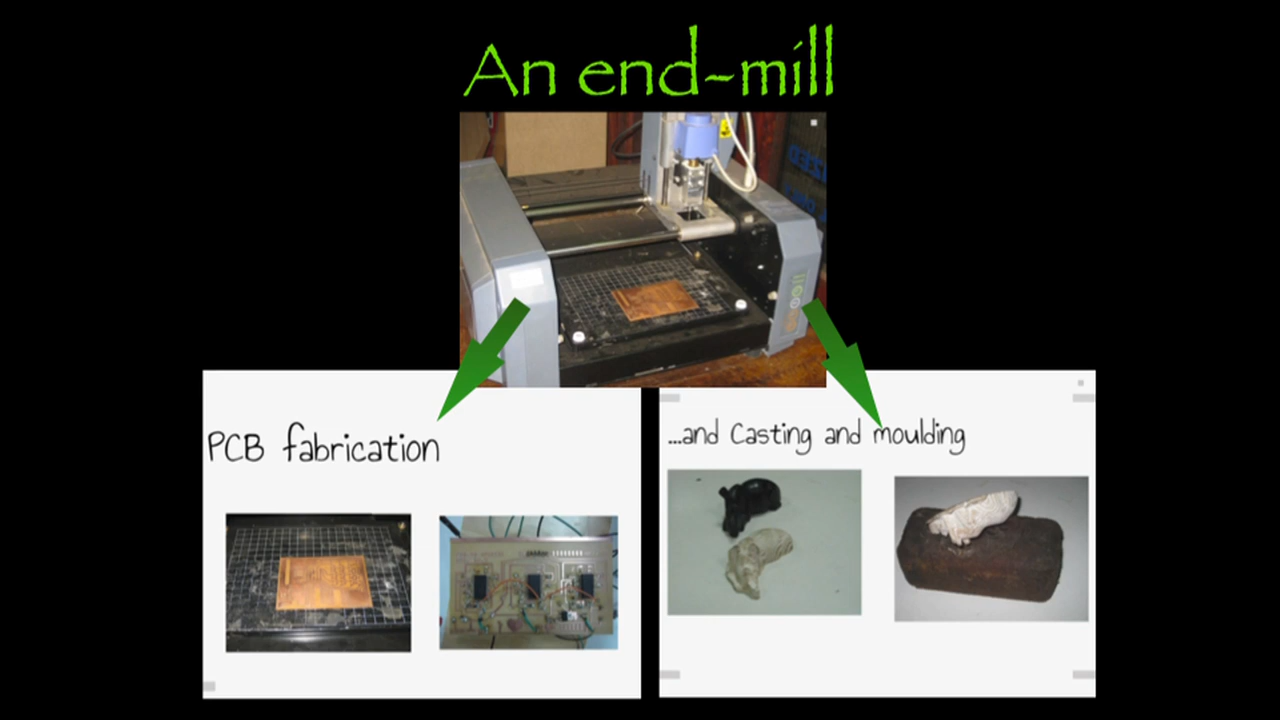 An end-mill
PCB fabrication
...and Casting and moulding